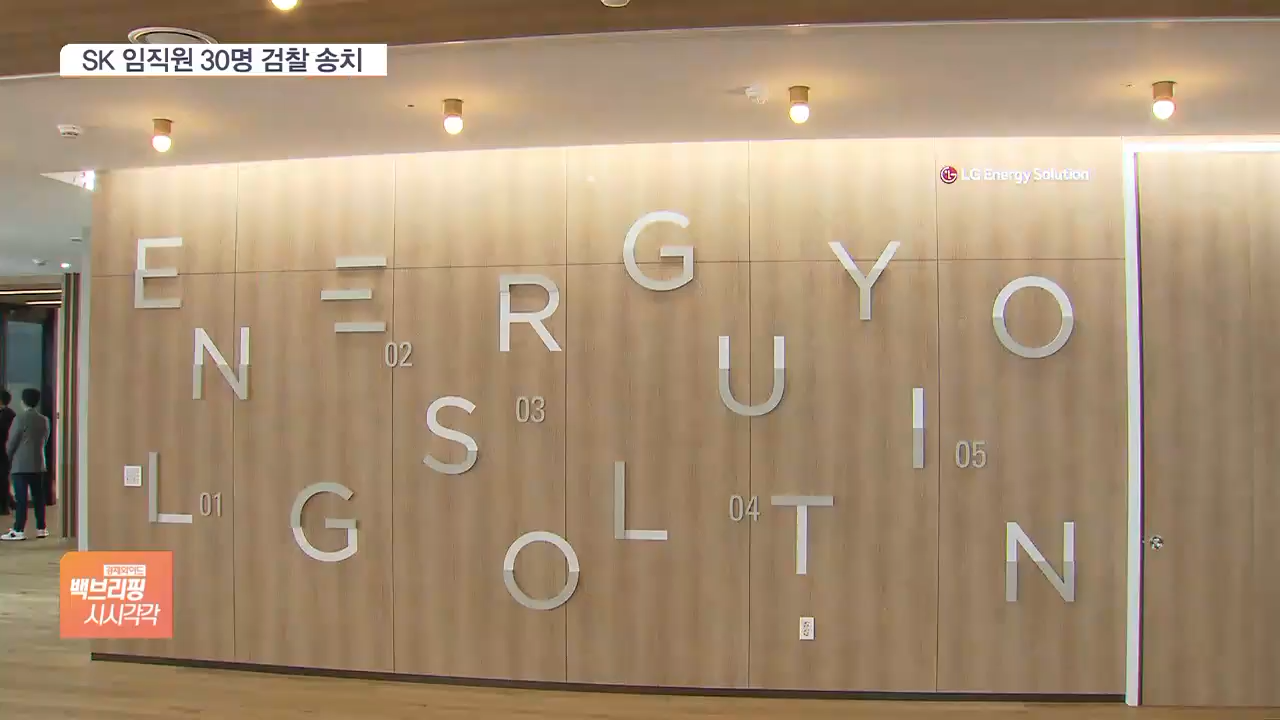 SK 임직원 30명 검찰 송치
LG Energy Solution
E N E R G Y
02
03
S O L U T I O N
05
L G
01
04
경제와이드
백브리핑
시시각각